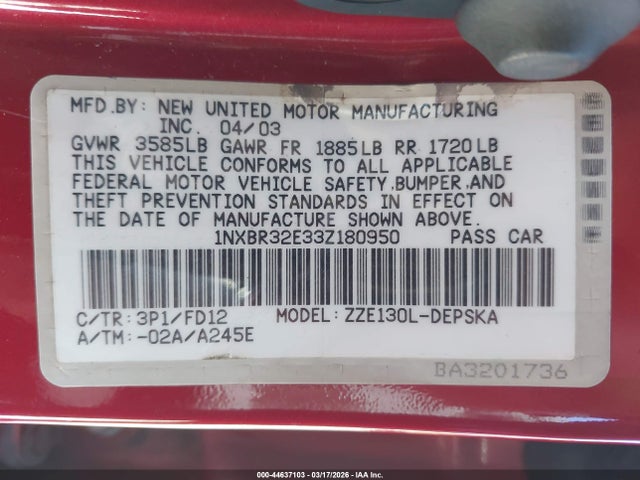 MFD.BY: NEW UNITED MOTOR MANUFACTURING
INC. 04/03
GVWR 3585LB GAWR FR 1885LB RR 1720LB
THIS VEHICLE CONFORMS TO ALL APPLICABLE
FEDERAL MOTOR VEHICLE SAFETY,BUMPER,AND
THEFT PREVENTION STANDARDS IN EFFECT ON
THE DATE OF MANUFACTURE SHOWN ABOVE.
1NXBR32E33Z180950 PASS CAR
C/TR: 3P1/FD12 MODEL: ZZE130L-DEPSKA
A/TM: -02A/A245E
BA3201736
000-44637103 | 03/17/2026 | IAA Inc.